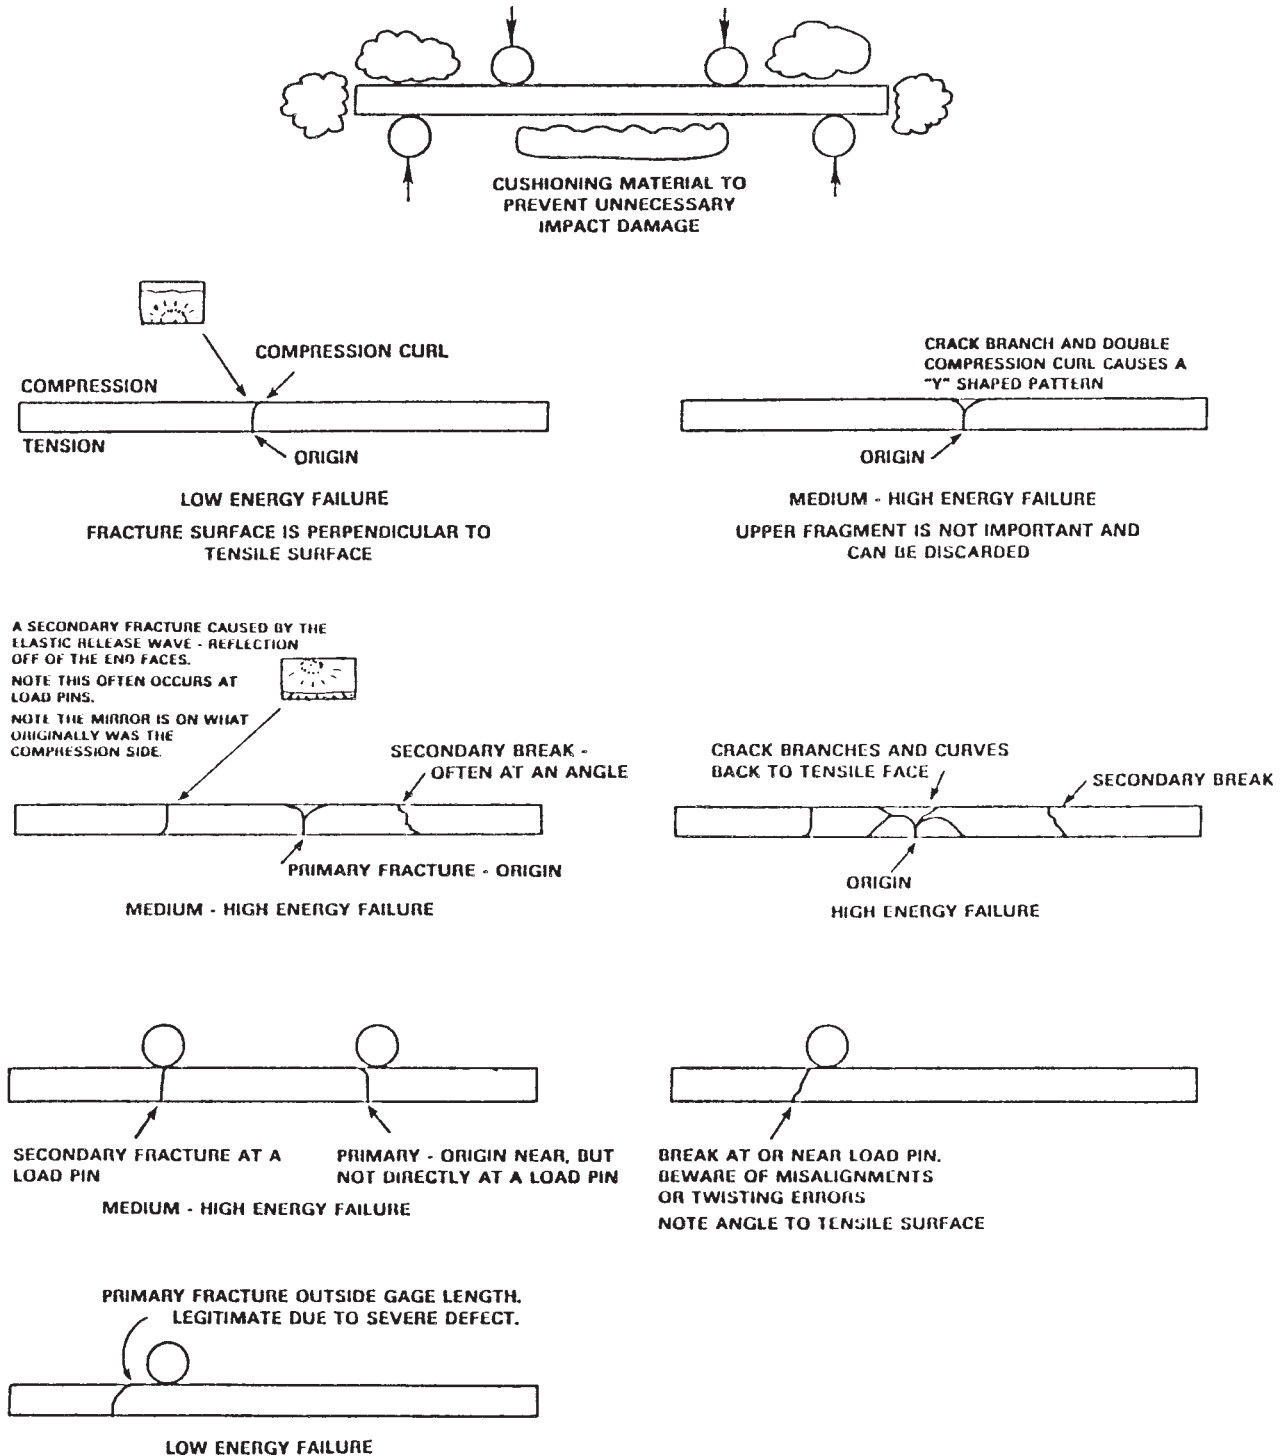 CUSHIONING MATERIAL TO
PREVENT UNNECESSARY
IMPACT DAMAGE
COMPRESSION CURL
COMPRESSION
TENSION
ORIGIN
LOW ENERGY FAILURE
FRACTURE SURFACE IS PERPENDICULAR TO
TENSILE SURFACE
CRACK BRANCH AND DOUBLE
COMPRESSION CURL CAUSES A
"Y" SHAPED PATTERN
ORIGIN
MEDIUM - HIGH ENERGY FAILURE
UPPER FRAGMENT IS NOT IMPORTANT AND
CAN BE DISCARDED
A SECONDARY FRACTURE CAUSED BY THE
ELASTIC RELEASE WAVE - REFLECTION
OFF OF THE END FACES.
NOTE THIS OFTEN OCCURS AT
LOAD PINS.
NOTE THE MIRROR IS ON WHAT
ORIGINALLY WAS THE
COMPRESSION SIDE.
SECONDARY BREAK -
OFTEN AT AN ANGLE
PRIMARY FRACTURE - ORIGIN
MEDIUM - HIGH ENERGY FAILURE
CRACK BRANCHES AND CURVES
BACK TO TENSILE FACE
SECONDARY BREAK
ORIGIN
HIGH ENERGY FAILURE
SECONDARY FRACTURE AT A
LOAD PIN
PRIMARY - ORIGIN NEAR, BUT
NOT DIRECTLY AT A LOAD PIN
MEDIUM - HIGH ENERGY FAILURE
BREAK AT OR NEAR LOAD PIN.
BEWARE OF MISALIGNMENTS
OR TWISTING ERRORS
NOTE ANGLE TO TENSILE SURFACE
PRIMARY FRACTURE OUTSIDE GAGE LENGTH.
LEGITIMATE DUE TO SEVERE DEFECT.
LOW ENERGY FAILURE